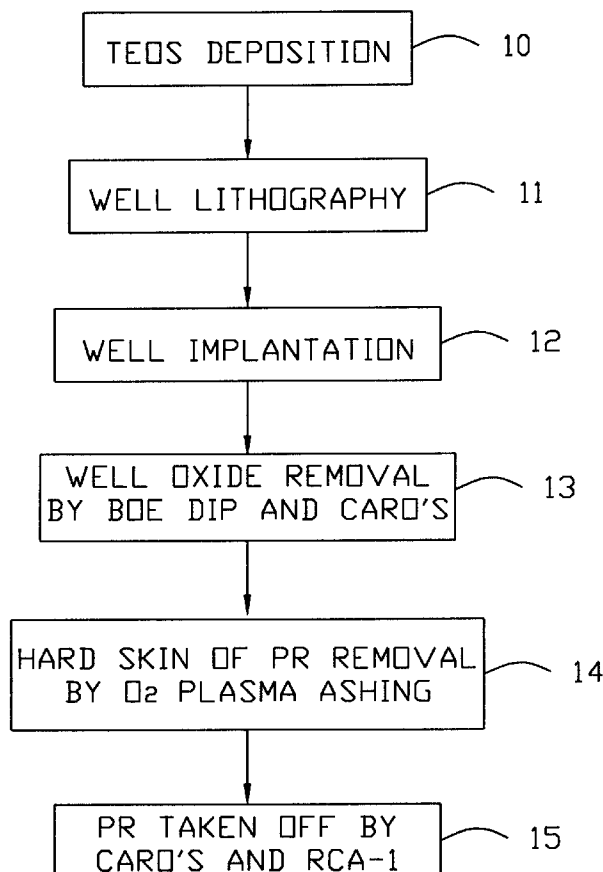 TEOS DEPOSITION
10
WELL LITHOGRAPHY
11
WELL IMPLANTATION
12
WELL OXIDE REMOVAL
BY BOE DIP AND CARO'S
13
HARD SKIN OF PR REMOVAL
BY O₂ PLASMA ASHING
14
PR TAKEN OFF BY
CARO'S AND RCA-1
15